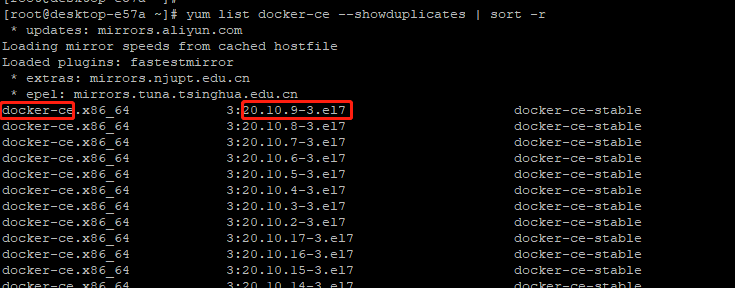 [root@desktop-e57a ~]#
[root@desktop-e57a ~]# yum list docker-ce --showduplicates | sort -r
* updates: mirrors.aliyun.com
Loading mirror speeds from cached hostfile
Loaded plugins: fastestmirror
* extras: mirrors.njupt.edu.cn
* epel: mirrors.tuna.tsinghua.edu.cn
docker-ce.x86_64 3:20.10.9-3.el7 docker-ce-stable
docker-ce.x86_64 3:20.10.8-3.el7 docker-ce-stable
docker-ce.x86_64 3:20.10.7-3.el7 docker-ce-stable
docker-ce.x86_64 3:20.10.6-3.el7 docker-ce-stable
docker-ce.x86_64 3:20.10.5-3.el7 docker-ce-stable
docker-ce.x86_64 3:20.10.4-3.el7 docker-ce-stable
docker-ce.x86_64 3:20.10.3-3.el7 docker-ce-stable
docker-ce.x86_64 3:20.10.2-3.el7 docker-ce-stable
docker-ce.x86_64 3:20.10.17-3.el7 docker-ce-stable
docker-ce.x86_64 3:20.10.16-3.el7 docker-ce-stable
docker-ce.x86_64 3:20.10.15-3.el7 docker-ce-stable
docker-ce.x86_64 3:20.10.14-3.el7 docker-ce-stable